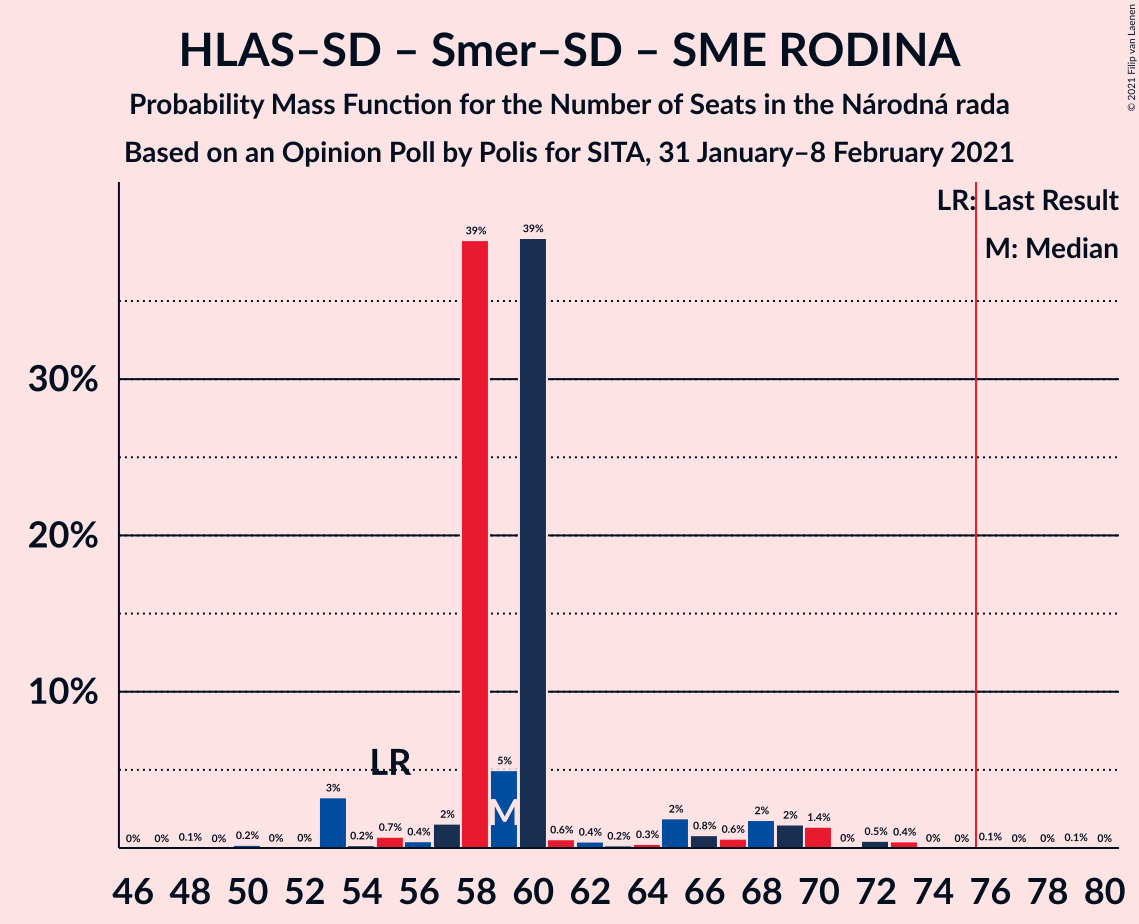 HLAS–SD – Smer–SD – SME RODINA
Probability Mass Function for the Number of Seats in the Národná rada
Based on an Opinion Poll by Polis for SITA, 31 January–8 February 2021
© 2021 Filip van Laenen
LR: Last Result
M: Median
39% 39%
30%
20%
10%
LR
5%
M
3% 2% 2% 2% 2% 1.4%
0% 0% 0.1% 0% 0.2% 0% 0% 0.2% 0.7% 0.4% 0.6% 0.4% 0.2% 0.3% 0.8% 0.6% 0% 0.5% 0.4% 0% 0% 0.1% 0% 0% 0.1% 0%
46 48 50 52 54 56 58 60 62 64 66 68 70 72 74 76 78 80